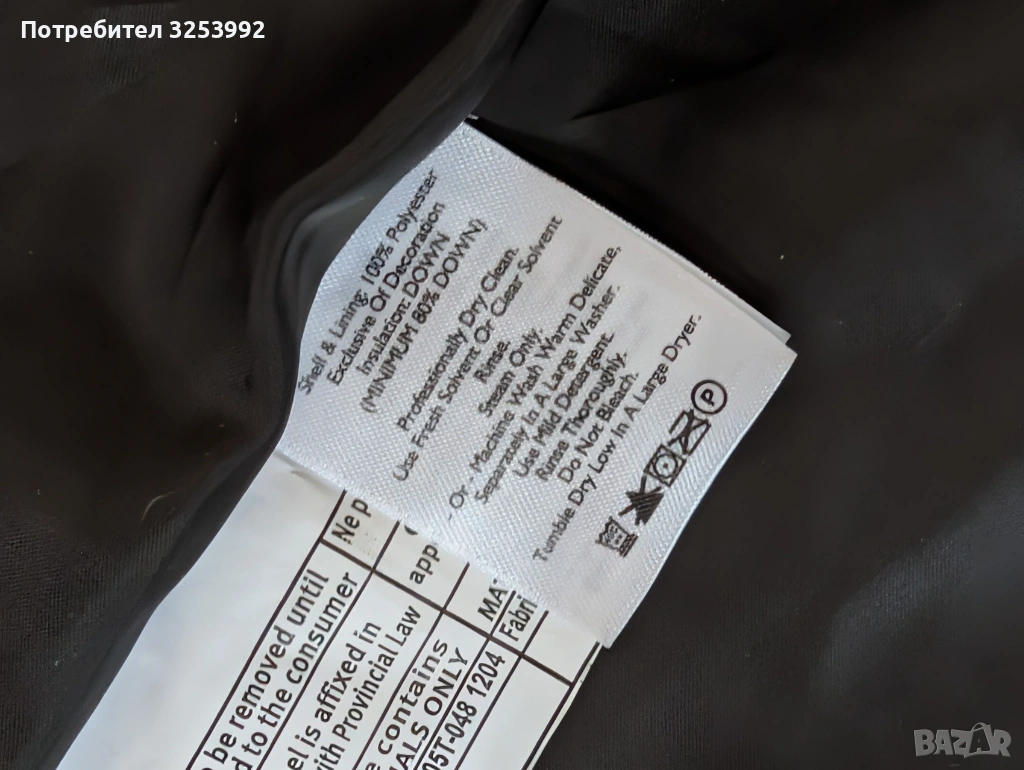 Потребител 3253992
Shell & Lining: 100% Polyester
Exclusive Of Decoration
Insulation: DOWN
(MINIMUM 80% DOWN)
Professionally Dry Clean.
Use Fresh Solvent Or Clear Solvent
Rinse.
Steam Only.
- Or - Machine Wash Warm Delicate,
Separately In A Large Washer.
Use Mild Detergent
Rinse Thoroughly.
Do Not Bleach.
Tumble Dry Low In A Large Dryer.
P
be removed until
d to the consumer
el is affixed in
with Provincial Law
e contains
IALS ONLY
05T-048 1204
Ne p
app
MA
Fabri
BAZAR